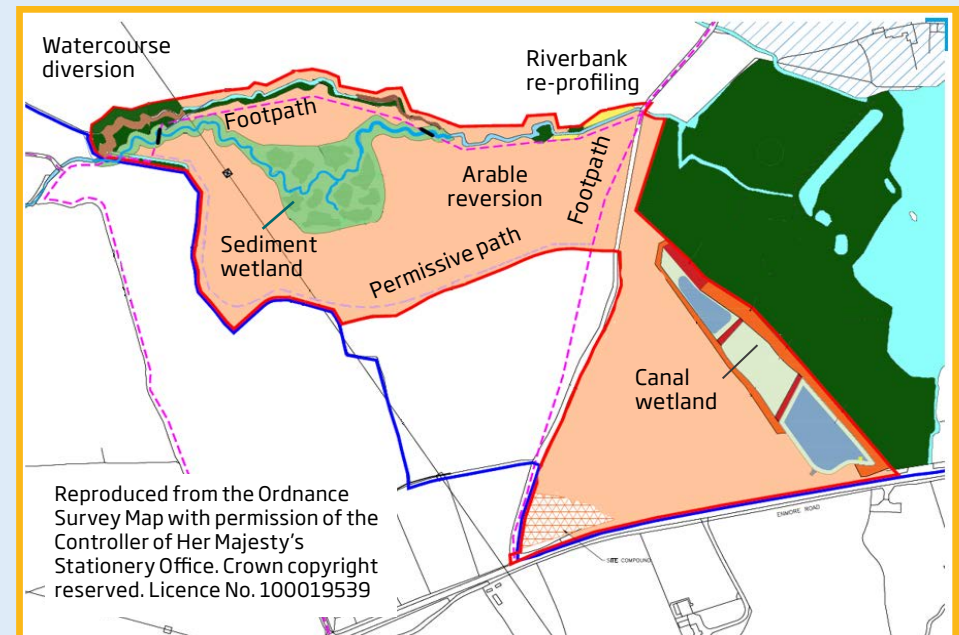 Watercourse
diversion
Riverbank
re-profiling
Footpath
Arable
reversion
Footpath
Sediment
wetland
Permissive path
Canal
wetland
Reproduced from the Ordnance
Survey Map with permission of the
Controller of Her Majesty's
Stationery Office. Crown copyright
reserved. Licence No. 100019539
ENMORE ROAD
SITE COMPOUND